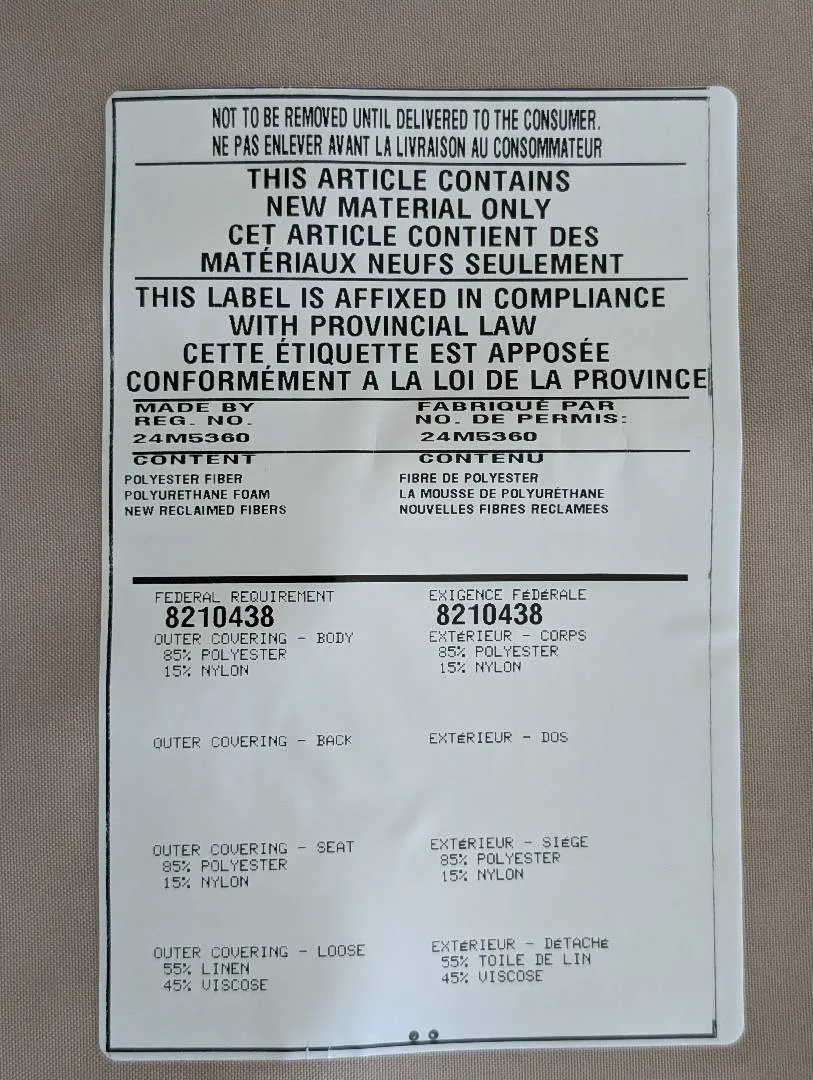 NOT TO BE REMOVED UNTIL DELIVERED TO THE CONSUMER.
NE PAS ENLEVER AVANT LA LIVRAISON AU CONSOMMATEUR
THIS ARTICLE CONTAINS
NEW MATERIAL ONLY
CET ARTICLE CONTIENT DES
MATÉRIAUX NEUFS SEULEMENT
THIS LABEL IS AFFIXED IN COMPLIANCE
WITH PROVINCIAL LAW
CETTE ÉTIQUETTE EST APPOSÉE
CONFORMÉMENT A LA LOI DE LA PROVINCE
MADE BY
REG. NO.
24M5360
FABRIQUÉ PAR
NO. DE PERMIS:
24M5360
CONTENT
POLYESTER FIBER
POLYURETHANE FOAM
NEW RECLAIMED FIBERS
CONTENU
FIBRE DE POLYESTER
LA MOUSSE DE POLYURÉTHANE
NOUVELLES FIBRES RECLAMEES
FEDERAL REQUIREMENT
8210438
OUTER COVERING - BODY
85% POLYESTER
15% NYLON
OUTER COVERING - BACK
OUTER COVERING - SEAT
85% POLYESTER
15% NYLON
OUTER COVERING - LOOSE
55% LINEN
45% VISCOSE
EXIGENCE FÉDÉRALE
8210438
EXTÉRIEUR - CORPS
85% POLYESTER
15% NYLON
EXTÉRIEUR - DOS
EXTÉRIEUR - SIÉGE
85% POLYESTER
15% NYLON
EXTÉRIEUR - DÉTACHÉ
55% TOILE DE LIN
45% VISCOSE